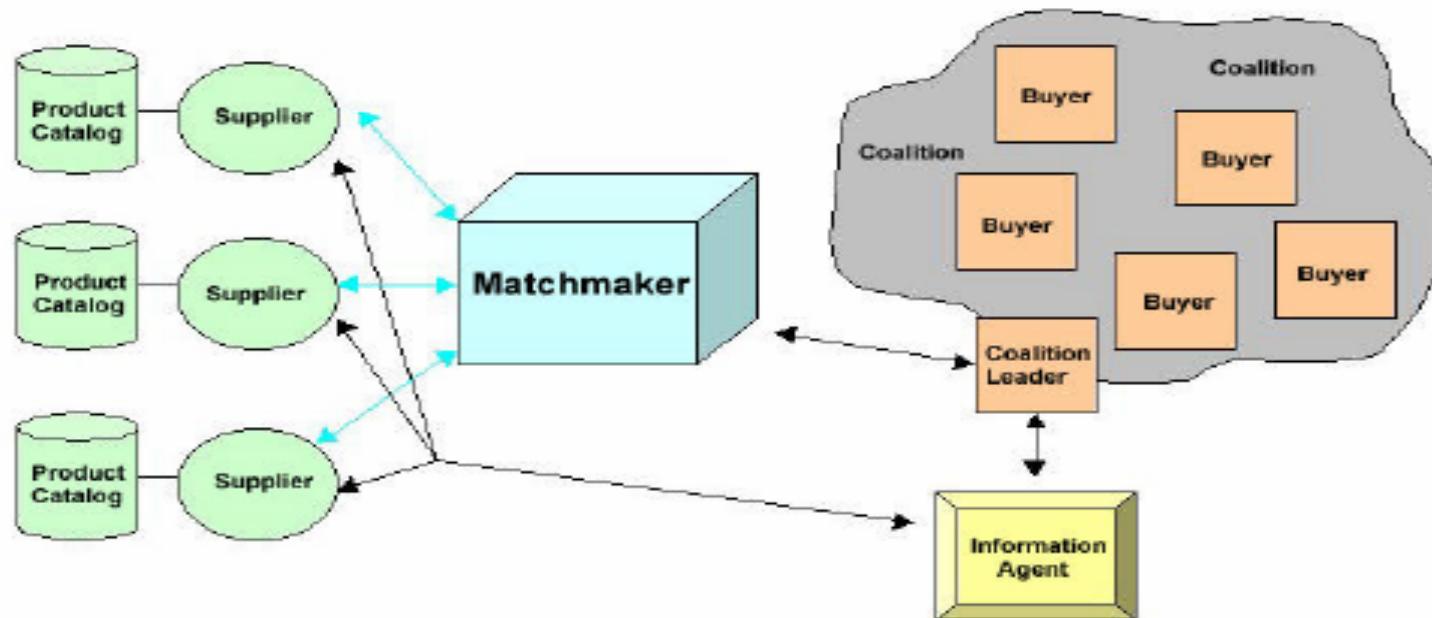 Product
Catalog
Supplier
Product
Catalog
Supplier
Product
Catalog
Supplier
Matchmaker
Coalition
Coalition
Buyer
Buyer
Buyer
Buyer
Buyer
Coalition
Leader
Information
Agent